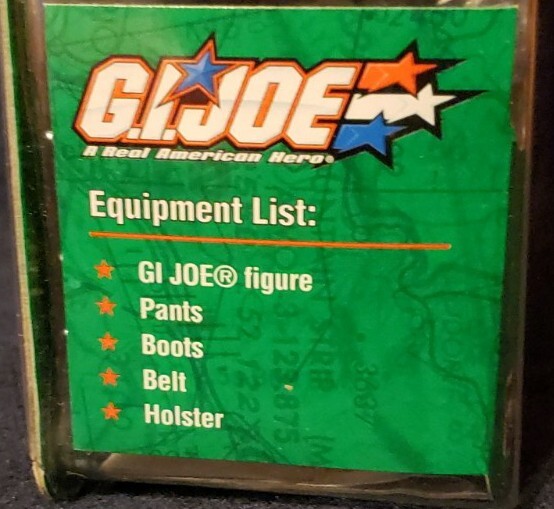 G.I.JOE
A Real American Hero®
Equipment List:
GI JOE® figure
Pants
Boots
Belt
Holster